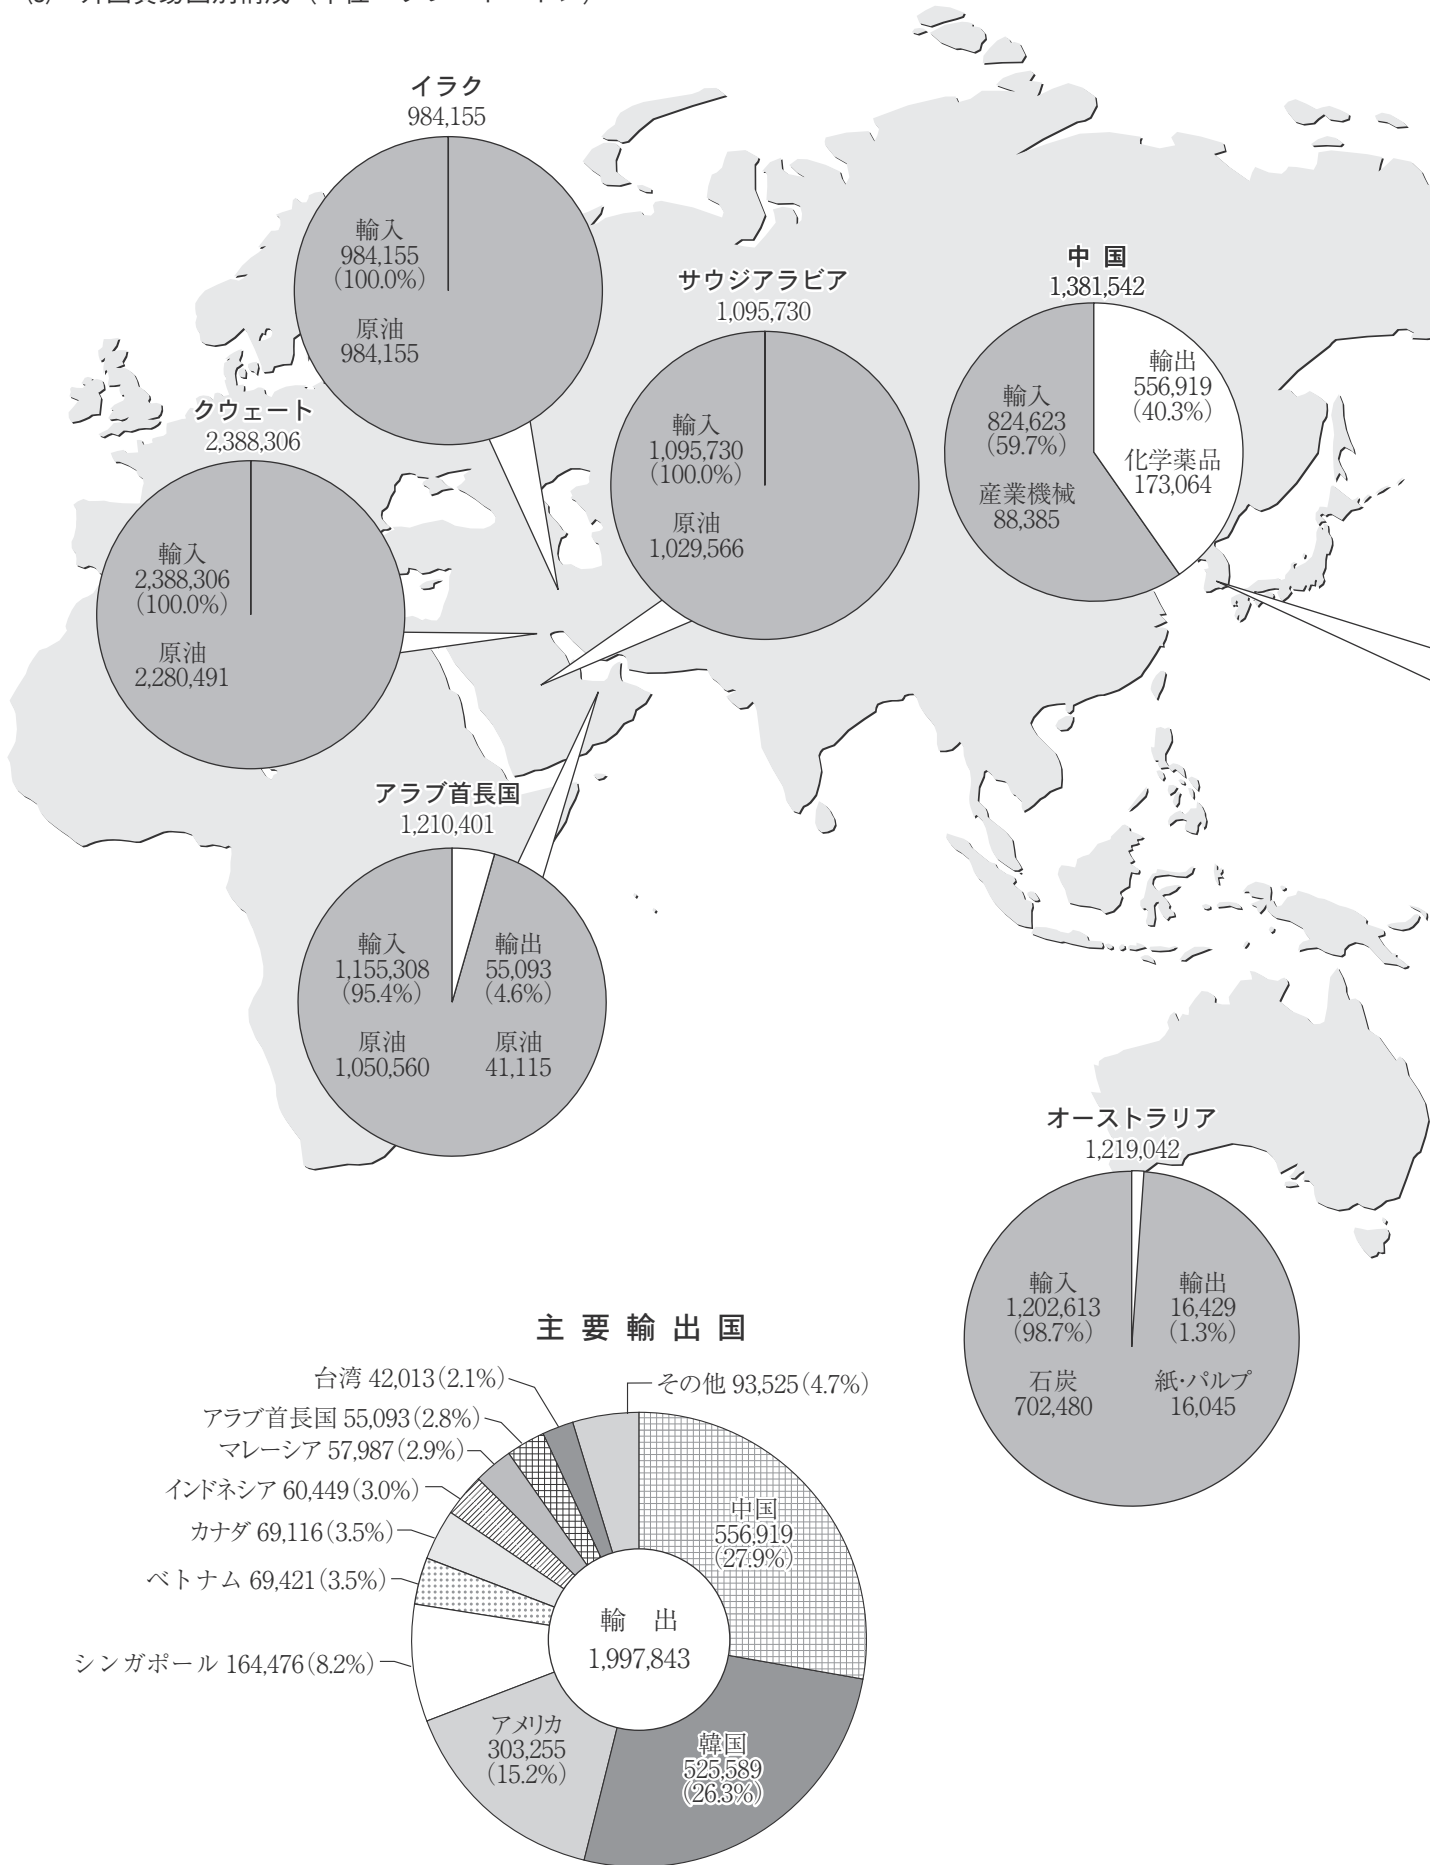 イラク
984,155
輸入
984,155
(100.0%)
原油
984,155
サウジアラビア
1,095,730
輸入
1,095,730
(100.0%)
原油
1,029,566
中国
1,381,542
輸出
556,919
(40.3%)
化学薬品
173,064
輸入
824,623
(59.7%)
産業機械
88,385
クウェート
2,388,306
輸入
2,388,306
(100.0%)
原油
2,280,491
アラブ首長国
1,210,401
輸入
1,155,308
(95.4%)
原油
1,050,560
輸出
55,093
(4.6%)
原油
41,115
オーストラリア
1,219,042
輸入
1,202,613
(98.7%)
石炭
702,480
輸出
16,429
(1.3%)
紙・パルプ
16,045
主要輸出国
台湾 42,013(2.1%)
その他 93,525(4.7%)
アラブ首長国 55,093(2.8%)
マレーシア 57,987(2.9%)
インドネシア 60,449(3.0%)
カナダ 69,116(3.5%)
ベトナム 69,421(3.5%)
シンガポール 164,476(8.2%)
中国
556,919
(27.9%)
輸出
1,997,843
アメリカ
303,255
(15.2%)
韓国
525,589
(26.3%)